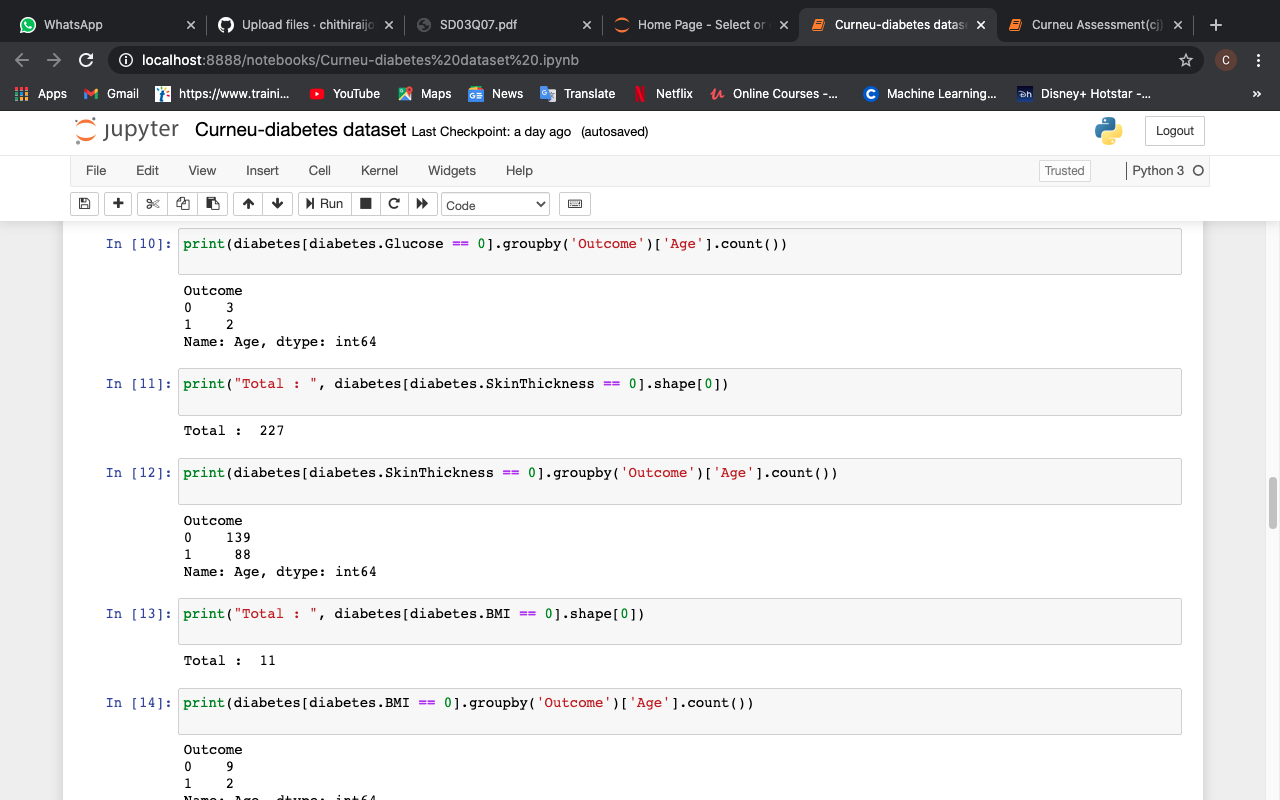 WhatsApp
Upload files · chithiraijo
SD03Q07.pdf
Home Page - Select or
Curneu-diabetes datase
Curneu Assessment(cj)
localhost:8888/notebooks/Curneu-diabetes%20dataset%20.ipynb
C
Apps
Gmail
https://www.traini...
YouTube
Maps
News
Translate
Netflix
Online Courses -...
Machine Learning...
Disney+ Hotstar -...
»
jupyter Curneu-diabetes dataset Last Checkpoint: a day ago (autosaved)
Logout
File Edit View Insert Cell Kernel Widgets Help
Trusted
Python 3
Run
Code
In [10]: print(diabetes[diabetes.Glucose == 0].groupby('Outcome')['Age'].count())
Outcome
0    3
1    2
Name: Age, dtype: int64
In [11]: print("Total : ", diabetes[diabetes.SkinThickness == 0].shape[0])
Total :  227
In [12]: print(diabetes[diabetes.SkinThickness == 0].groupby('Outcome')['Age'].count())
Outcome
0    139
1     88
Name: Age, dtype: int64
In [13]: print("Total : ", diabetes[diabetes.BMI == 0].shape[0])
Total :  11
In [14]: print(diabetes[diabetes.BMI == 0].groupby('Outcome')['Age'].count())
Outcome
0    9
1    2
Name: Age, dtype: int64